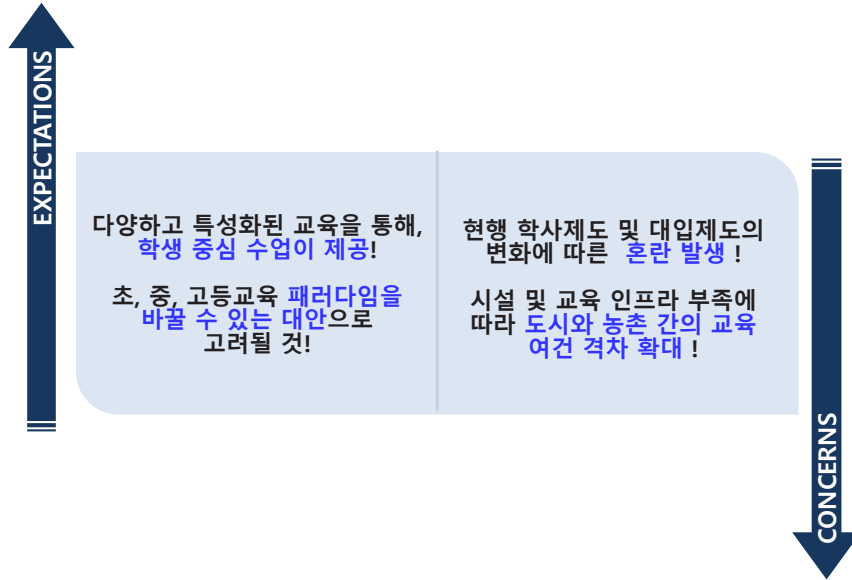 EXPECTATIONS
다양하고 특성화된 교육을 통해,
학생 중심 수업이 제공!
초, 중, 고등교육 패러다임을
바꿀 수 있는 대안으로
고려될 것!
현행 학사제도 및 대입제도의
변화에 따른 혼란 발생 !
시설 및 교육 인프라 부족에
따라 도시와 농촌 간의 교육
여건 격차 확대 !
CONCERNS